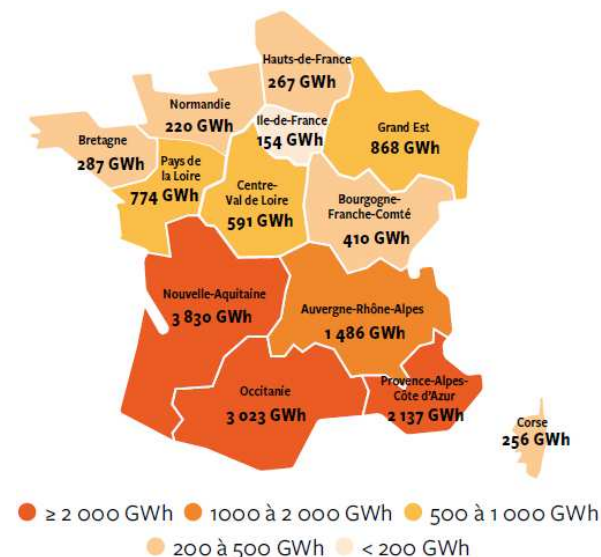 Hauts-de-France
267 GWh
Normandie
220 GWh
Ile-de-France
154 GWh
Grand Est
868 GWh
Bretagne
287 GWh
Pays de
la Loire
774 GWh
Centre-
Val de Loire
591 GWh
Bourgogne-
Franche-Comté
410 GWh
Nouvelle-Aquitaine
3 830 GWh
Auvergne-Rhône-Alpes
1 486 GWh
Occitanie
3 023 GWh
Provence-Alpes-
Côte d'Azur
2 137 GWh
Corse
256 GWh
≥ 2 000 GWh 1000 à 2 000 GWh 500 à 1 000 GWh
200 à 500 GWh < 200 GWh